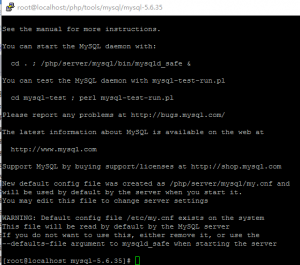 root@localhost/php/tools/mysql/mysql-5.6.35
See the manual for more instructions.
You can start the MySQL daemon with:
cd . ; /php/server/mysql/bin/mysqld_safe &
You can test the MySQL daemon with mysql-test-run.pl
cd mysql-test ; perl mysql-test-run.pl
Please report any problems at http://bugs.mysql.com/
The latest information about MySQL is available on the web at
http://www.mysql.com
Support MySQL by buying support/licenses at http://shop.mysql.com
New default config file was created as /php/server/mysql/my.cnf and
will be used by default by the server when you start it.
You may edit this file to change server settings
WARNING: Default config file /etc/my.cnf exists on the system
This file will be read by default by the MySQL server
If you do not want to use this, either remove it, or use the
--defaults-file argument to mysqld_safe when starting the server
[root@localhost mysql-5.6.35]#